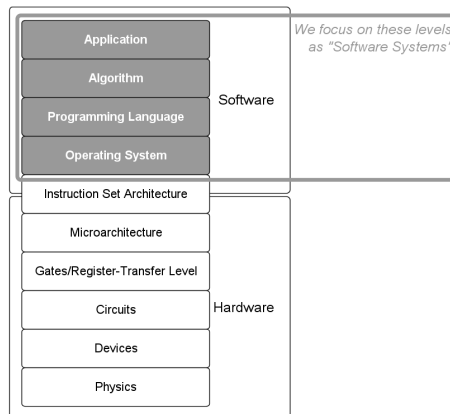 We focus on these levels
as "Software Systems"
Application
Algorithm
Programming Language
Operating System
Software
Instruction Set Architecture
Microarchitecture
Gates/Register-Transfer Level
Circuits
Devices
Physics
Hardware